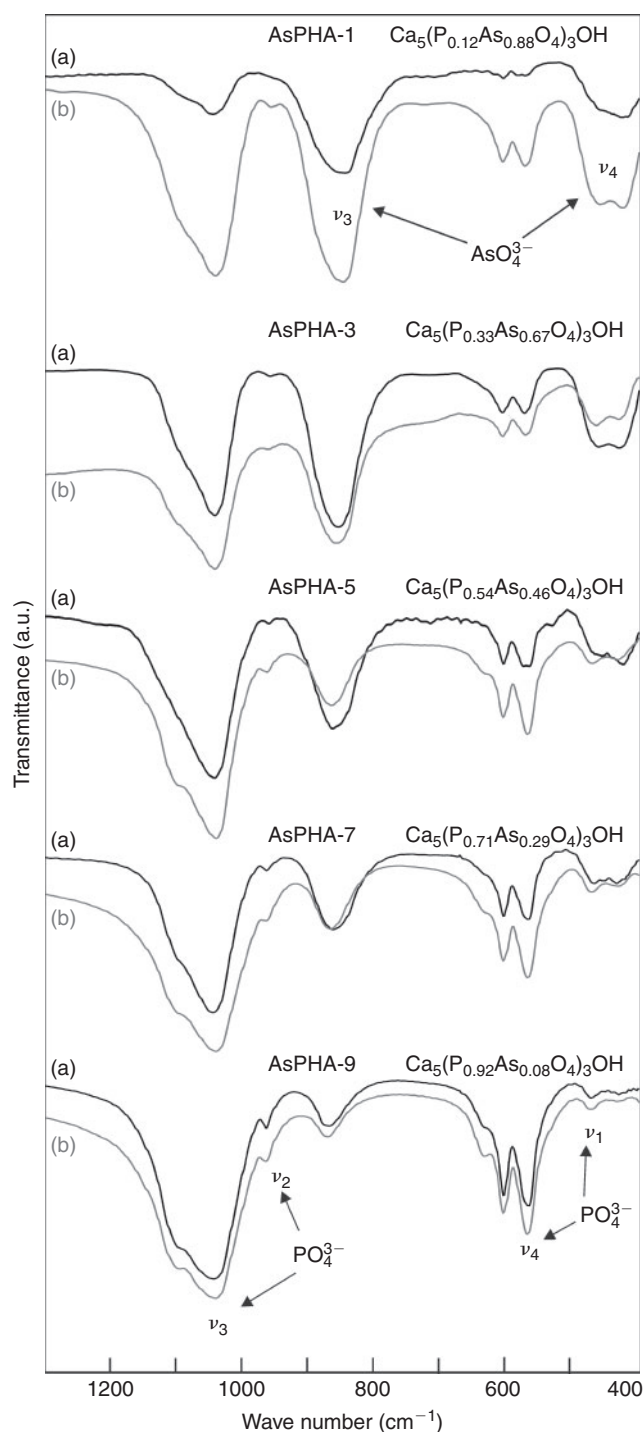 AsPHA-1 Ca₅(P₀.₁₂As₀.₈₈O₄)₃OH
(a)
(b)
ν₄
ν₃
AsO₄³⁻
AsPHA-3 Ca₅(P₀.₃₃As₀.₆₇O₄)₃OH
(a)
(b)
AsPHA-5 Ca₅(P₀.₅₄As₀.₄₆O₄)₃OH
(a)
(b)
Transmittance (a.u.)
AsPHA-7 Ca₅(P₀.₇₁As₀.₂₉O₄)₃OH
(a)
(b)
AsPHA-9 Ca₅(P₀.₉₂As₀.₀₈O₄)₃OH
(a)
(b)
ν₁
ν₂
PO₄³⁻
ν₄
PO₄³⁻
ν₃
1200 1000 800 600 400
Wave number (cm⁻¹)